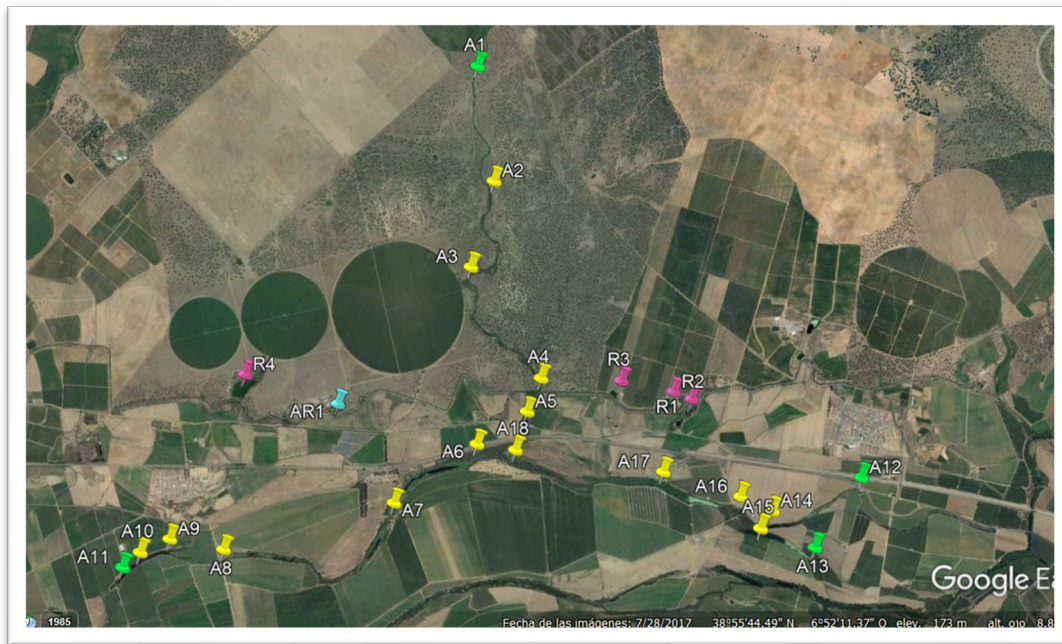 A1
A2
A3
R4
AR1
A4
R3
R2
R1
A5
A18
A6
A17
A12
A16
A14
A15
A7
A13
A10
A9
A11
A8
Google Ea
1985
Fecha de las imágenes: 7/28/2017 38°55'44.49" N 6°52'11.37" O elev. 173 m alt. ojo 8.8